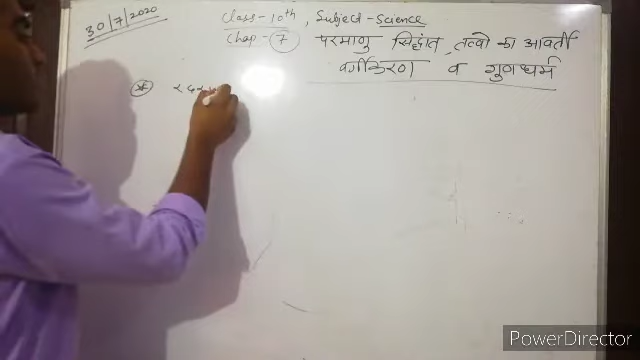 30/7/2020
Class-10th, Subject-Science
Chap-7 परमाणु सिद्धांत, तत्वों का आवर्ती
वर्गीकरण व गुणधर्म
PowerDirector